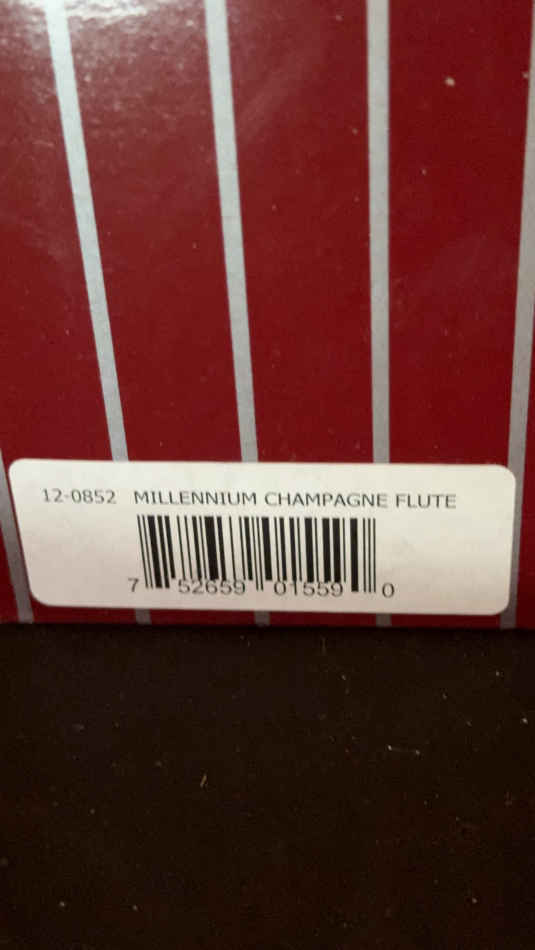 12-0852 MILLENNIUM CHAMPAGNE FLUTE
7 52659 01559 0